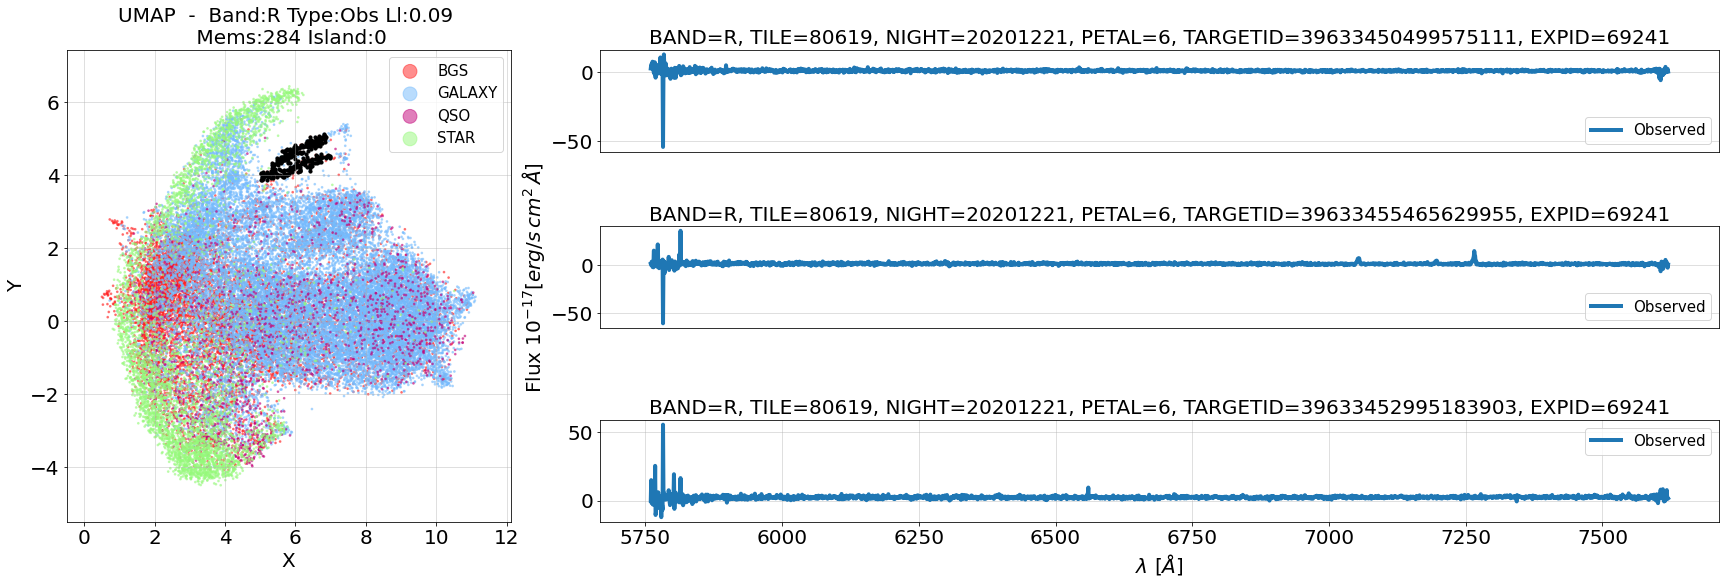 UMAP  -  Band:R Type:Obs Ll:0.09
Mems:284 Island:0
BGS
GALAXY
QSO
STAR
6
4
2
0
−2
−4
Y
0 2 4 6 8 10 12
X
Flux 10⁻¹⁷[erg/s cm² Å]
BAND=R, TILE=80619, NIGHT=20201221, PETAL=6, TARGETID=39633450499575111, EXPID=69241
0
−50
Observed
BAND=R, TILE=80619, NIGHT=20201221, PETAL=6, TARGETID=39633455465629955, EXPID=69241
0
−50
Observed
BAND=R, TILE=80619, NIGHT=20201221, PETAL=6, TARGETID=39633452995183903, EXPID=69241
50
0
Observed
5750 6000 6250 6500 6750 7000 7250 7500
λ [Å]